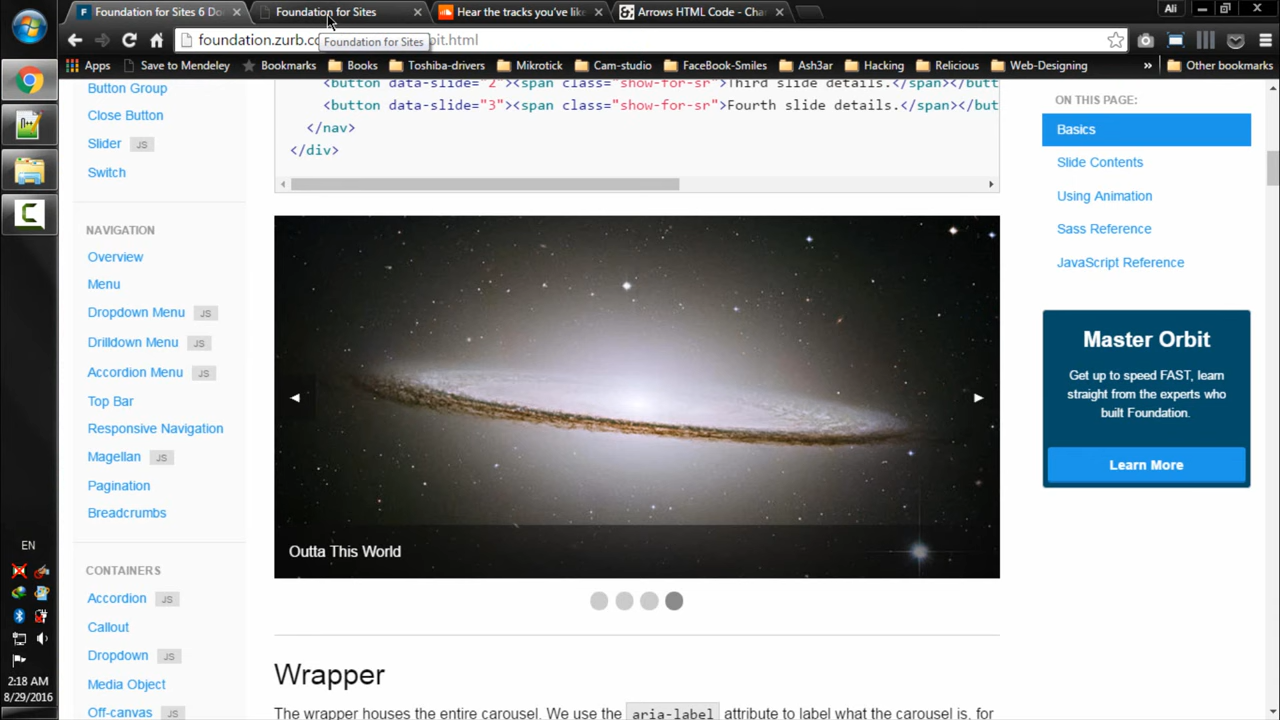 Foundation for Sites 6 Do
Foundation for Sites
Hear the tracks you've like
Arrows HTML Code - Cha
Ali
foundation.zurb.co
Foundation for Sites
bit.html
Apps
Save to Mendeley
Bookmarks
Books
Toshiba-drivers
Mikrotick
Cam-studio
FaceBook-Smiles
Ash3ar
Hacking
Relicious
Web-Designing
»
Other bookmarks
Button Group
Close Button
Slider JS
Switch
NAVIGATION
Overview
Menu
Dropdown Menu JS
Drilldown Menu JS
Accordion Menu JS
Top Bar
Responsive Navigation
Magellan JS
Pagination
Breadcrumbs
CONTAINERS
Accordion JS
Callout
Dropdown JS
Media Object
Off-canvas JS
<button data-slide="2"><span class="show-for-sr">Third slide details.</span></butt
<button data-slide="3"><span class="show-for-sr">Fourth slide details.</span></but
</nav>
</div>
Outta This World
Wrapper
The wrapper houses the entire carousel. We use the aria-label attribute to label what the carousel is, for
ON THIS PAGE:
Basics
Slide Contents
Using Animation
Sass Reference
JavaScript Reference
Master Orbit
Get up to speed FAST, learn
straight from the experts who
built Foundation.
Learn More
EN
2:18 AM
8/29/2016